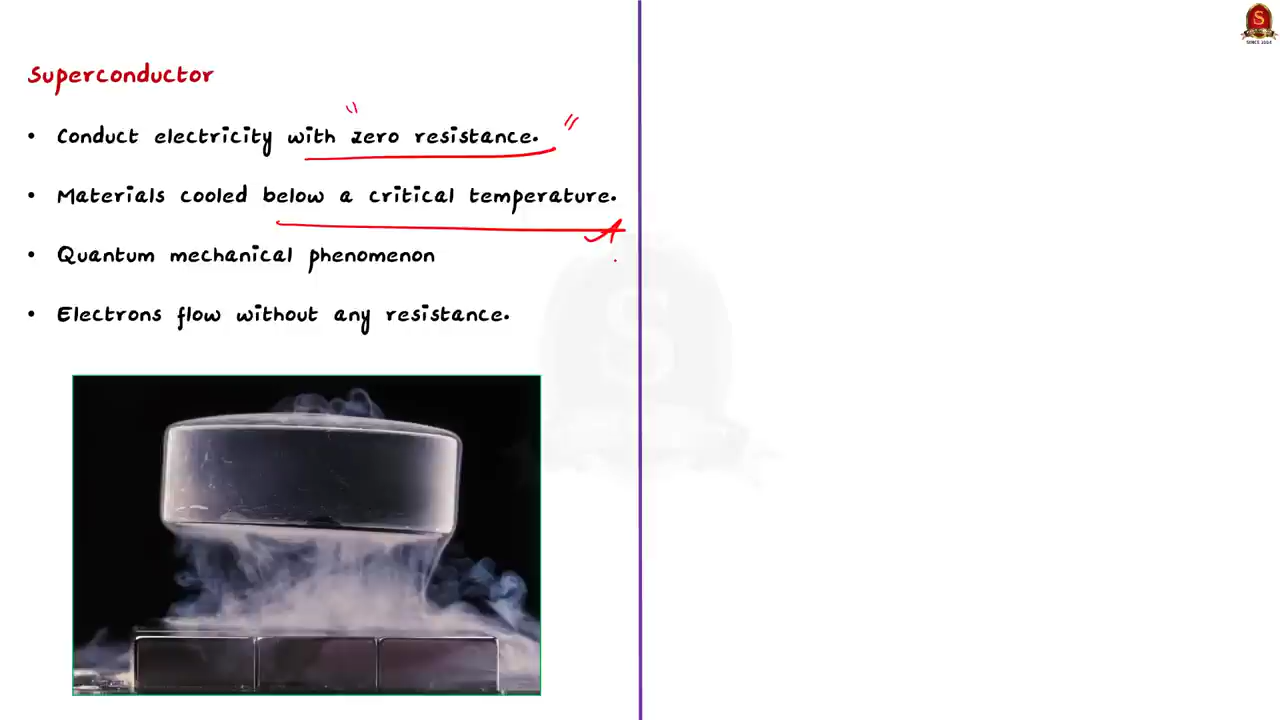 Superconductor
• Conduct electricity with "zero resistance."
• Materials cooled below a critical temperature.
• Quantum mechanical phenomenon
• Electrons flow without any resistance.
S
S